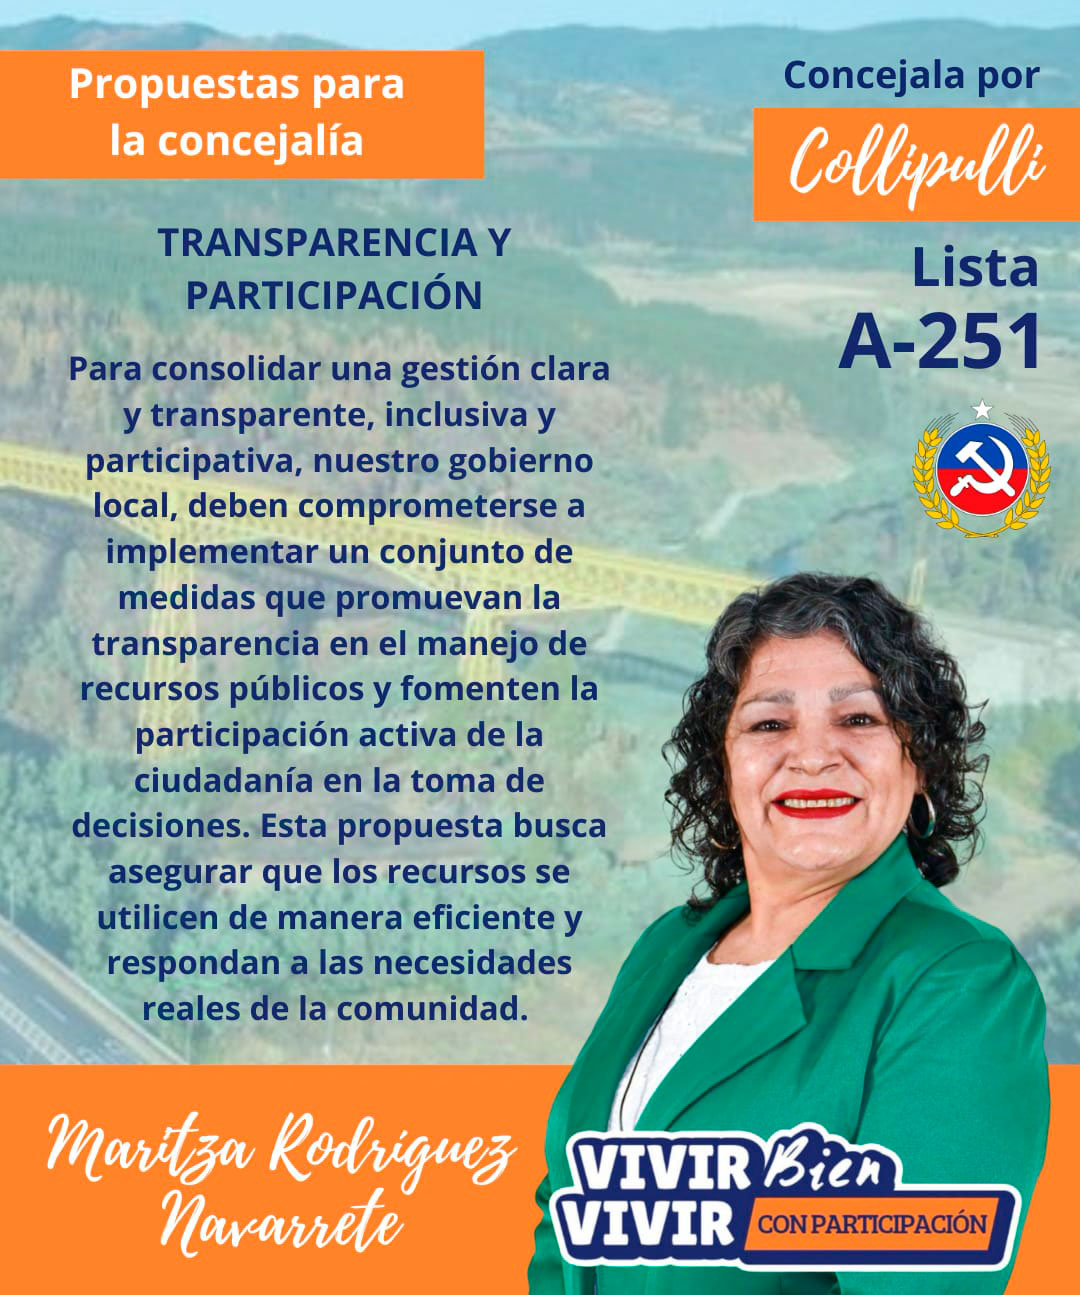 Propuestas para
la concejalía
Concejala por
Collipulli
Lista
A-251
TRANSPARENCIA Y
PARTICIPACIÓN
Para consolidar una gestión clara
y transparente, inclusiva y
participativa, nuestro gobierno
local, deben comprometerse a
implementar un conjunto de
medidas que promuevan la
transparencia en el manejo de
recursos públicos y fomenten la
participación activa de la
ciudadanía en la toma de
decisiones. Esta propuesta busca
asegurar que los recursos se
utilicen de manera eficiente y
respondan a las necesidades
reales de la comunidad.
Maritza Rodríguez
Navarrete
VIVIR Bien
VIVIR CON PARTICIPACIÓN